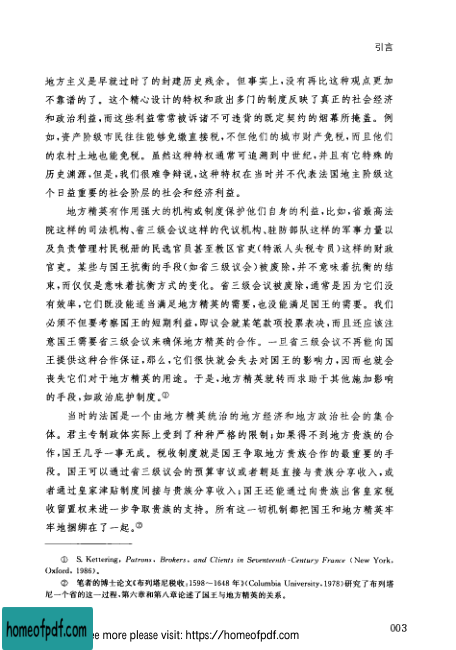 引言
地方主义是早就过时了的封建历史残余。但事实上,没有再比这种观点更加
不靠谱的了。这个精心设计的特权和政出多门的制度反映了真正的社会经济
和政治利益,而这些利益常常被诉诸不可违背的既定契约的烟幕所掩盖。例
如,资产阶级市民往往能够免缴直接税,不但他们的城市财产免税,而且他们
的农村土地也能免税。虽然这种特权通常可追溯到中世纪,并且有它特殊的
历史渊源,但是,我们很难争辩说,这种特权在当时并不代表法国地主阶级这
个日益重要的社会阶层的社会和经济利益。
地方精英有作用强大的机构或制度保护他们自身的利益,比如,省最高法
院这样的司法机构、省三级会议这样的代议机构、驻防部队这样的军事力量以
及负责管理村民税册的民选官员甚至教区官吏(特派人头税专员)这样的财政
官吏。某些与国王抗衡的手段(如省三级议会)被废除,并不意味着抗衡的结
束,而仅仅是意味着抗衡方式的变化。省三级会议被废除,通常是因为它们没
有效率,它们既没能适当满足地方精英的需要,也没能满足国王的需要。我们
必须不但要考察国王的短期利益,即议会就某笔款项投票表决,而且还应该注
意国王需要省三级会议来确保地方精英的合作。一旦省三级会议不再能向国
王提供这种合作保证,那么,它们很快就会失去对国王的影响力,因而也就会
丧失它们对于地方精英的用途。于是,地方精英就转而求助于其他施加影响
的手段,如政治庇护制度。①
当时的法国是一个由地方精英统治的地方经济和地方政治社会的集合
体。君主专制政体实际上受到了种种严格的限制;如果得不到地方贵族的合
作,国王几乎一事无成。税收制度就是国王争取地方贵族合作的最重要的手
段。国王可以通过省三级议会的预算审议或者朝廷直接与贵族分享收入,或
者通过皇家津贴制度间接与贵族分享收入;国王还能通过向贵族出售皇家税
收留置权来进一步争取贵族的支持。所有这一切机制都把国王和地方精英牢
牢地捆绑在了一起。②
① S. Kettering, Patrons, Brokers, and Clients in Seventeenth-Century France (New York,
Oxford, 1986)。
② 笔者的博士论文《布列塔尼税收:1598~1648 年》(Columbia University, 1978)研究了布列塔
尼一个省的这一过程,第六章和第八章论述了国王与地方精英的关系。
003
homeofpdf.com
ee more please visit: https://homeofpdf.com